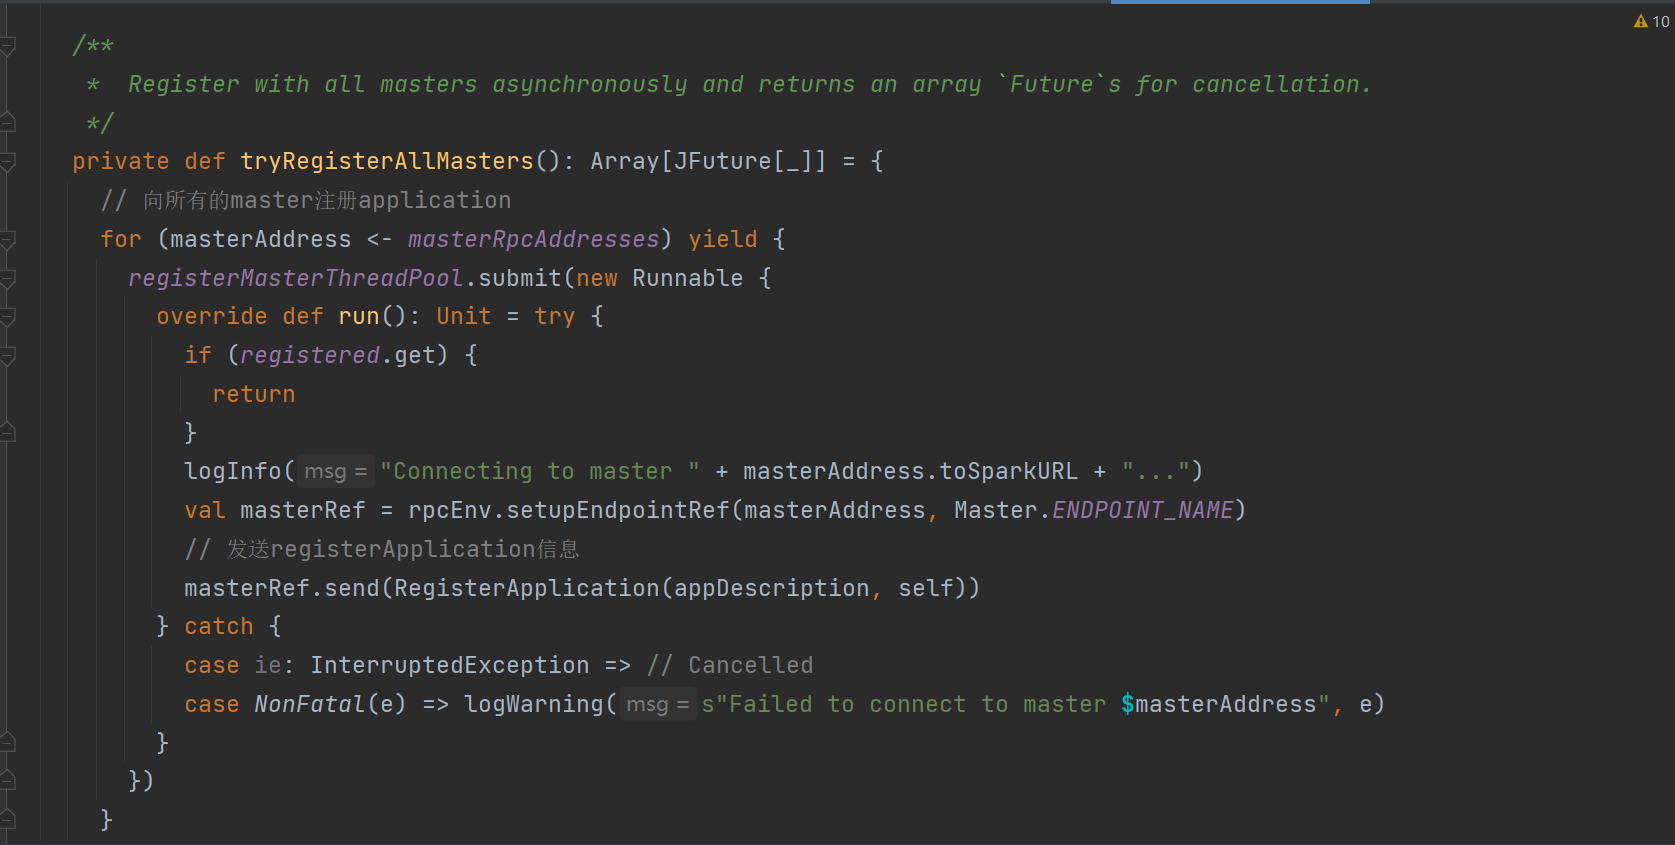 10
/**
 *  Register with all masters asynchronously and returns an array `Future`s for cancellation.
 */
private def tryRegisterAllMasters(): Array[JFuture[_]] = {
  // 向所有的master注册application
  for (masterAddress <- masterRpcAddresses) yield {
    registerMasterThreadPool.submit(new Runnable {
      override def run(): Unit = try {
        if (registered.get) {
          return
        }
        logInfo( msg = "Connecting to master " + masterAddress.toSparkURL + "...")
        val masterRef = rpcEnv.setupEndpointRef(masterAddress, Master.ENDPOINT_NAME)
        // 发送registerApplication信息
        masterRef.send(RegisterApplication(appDescription, self))
      } catch {
        case ie: InterruptedException => // Cancelled
        case NonFatal(e) => logWarning( msg = s"Failed to connect to master $masterAddress", e)
      }
    })
  }